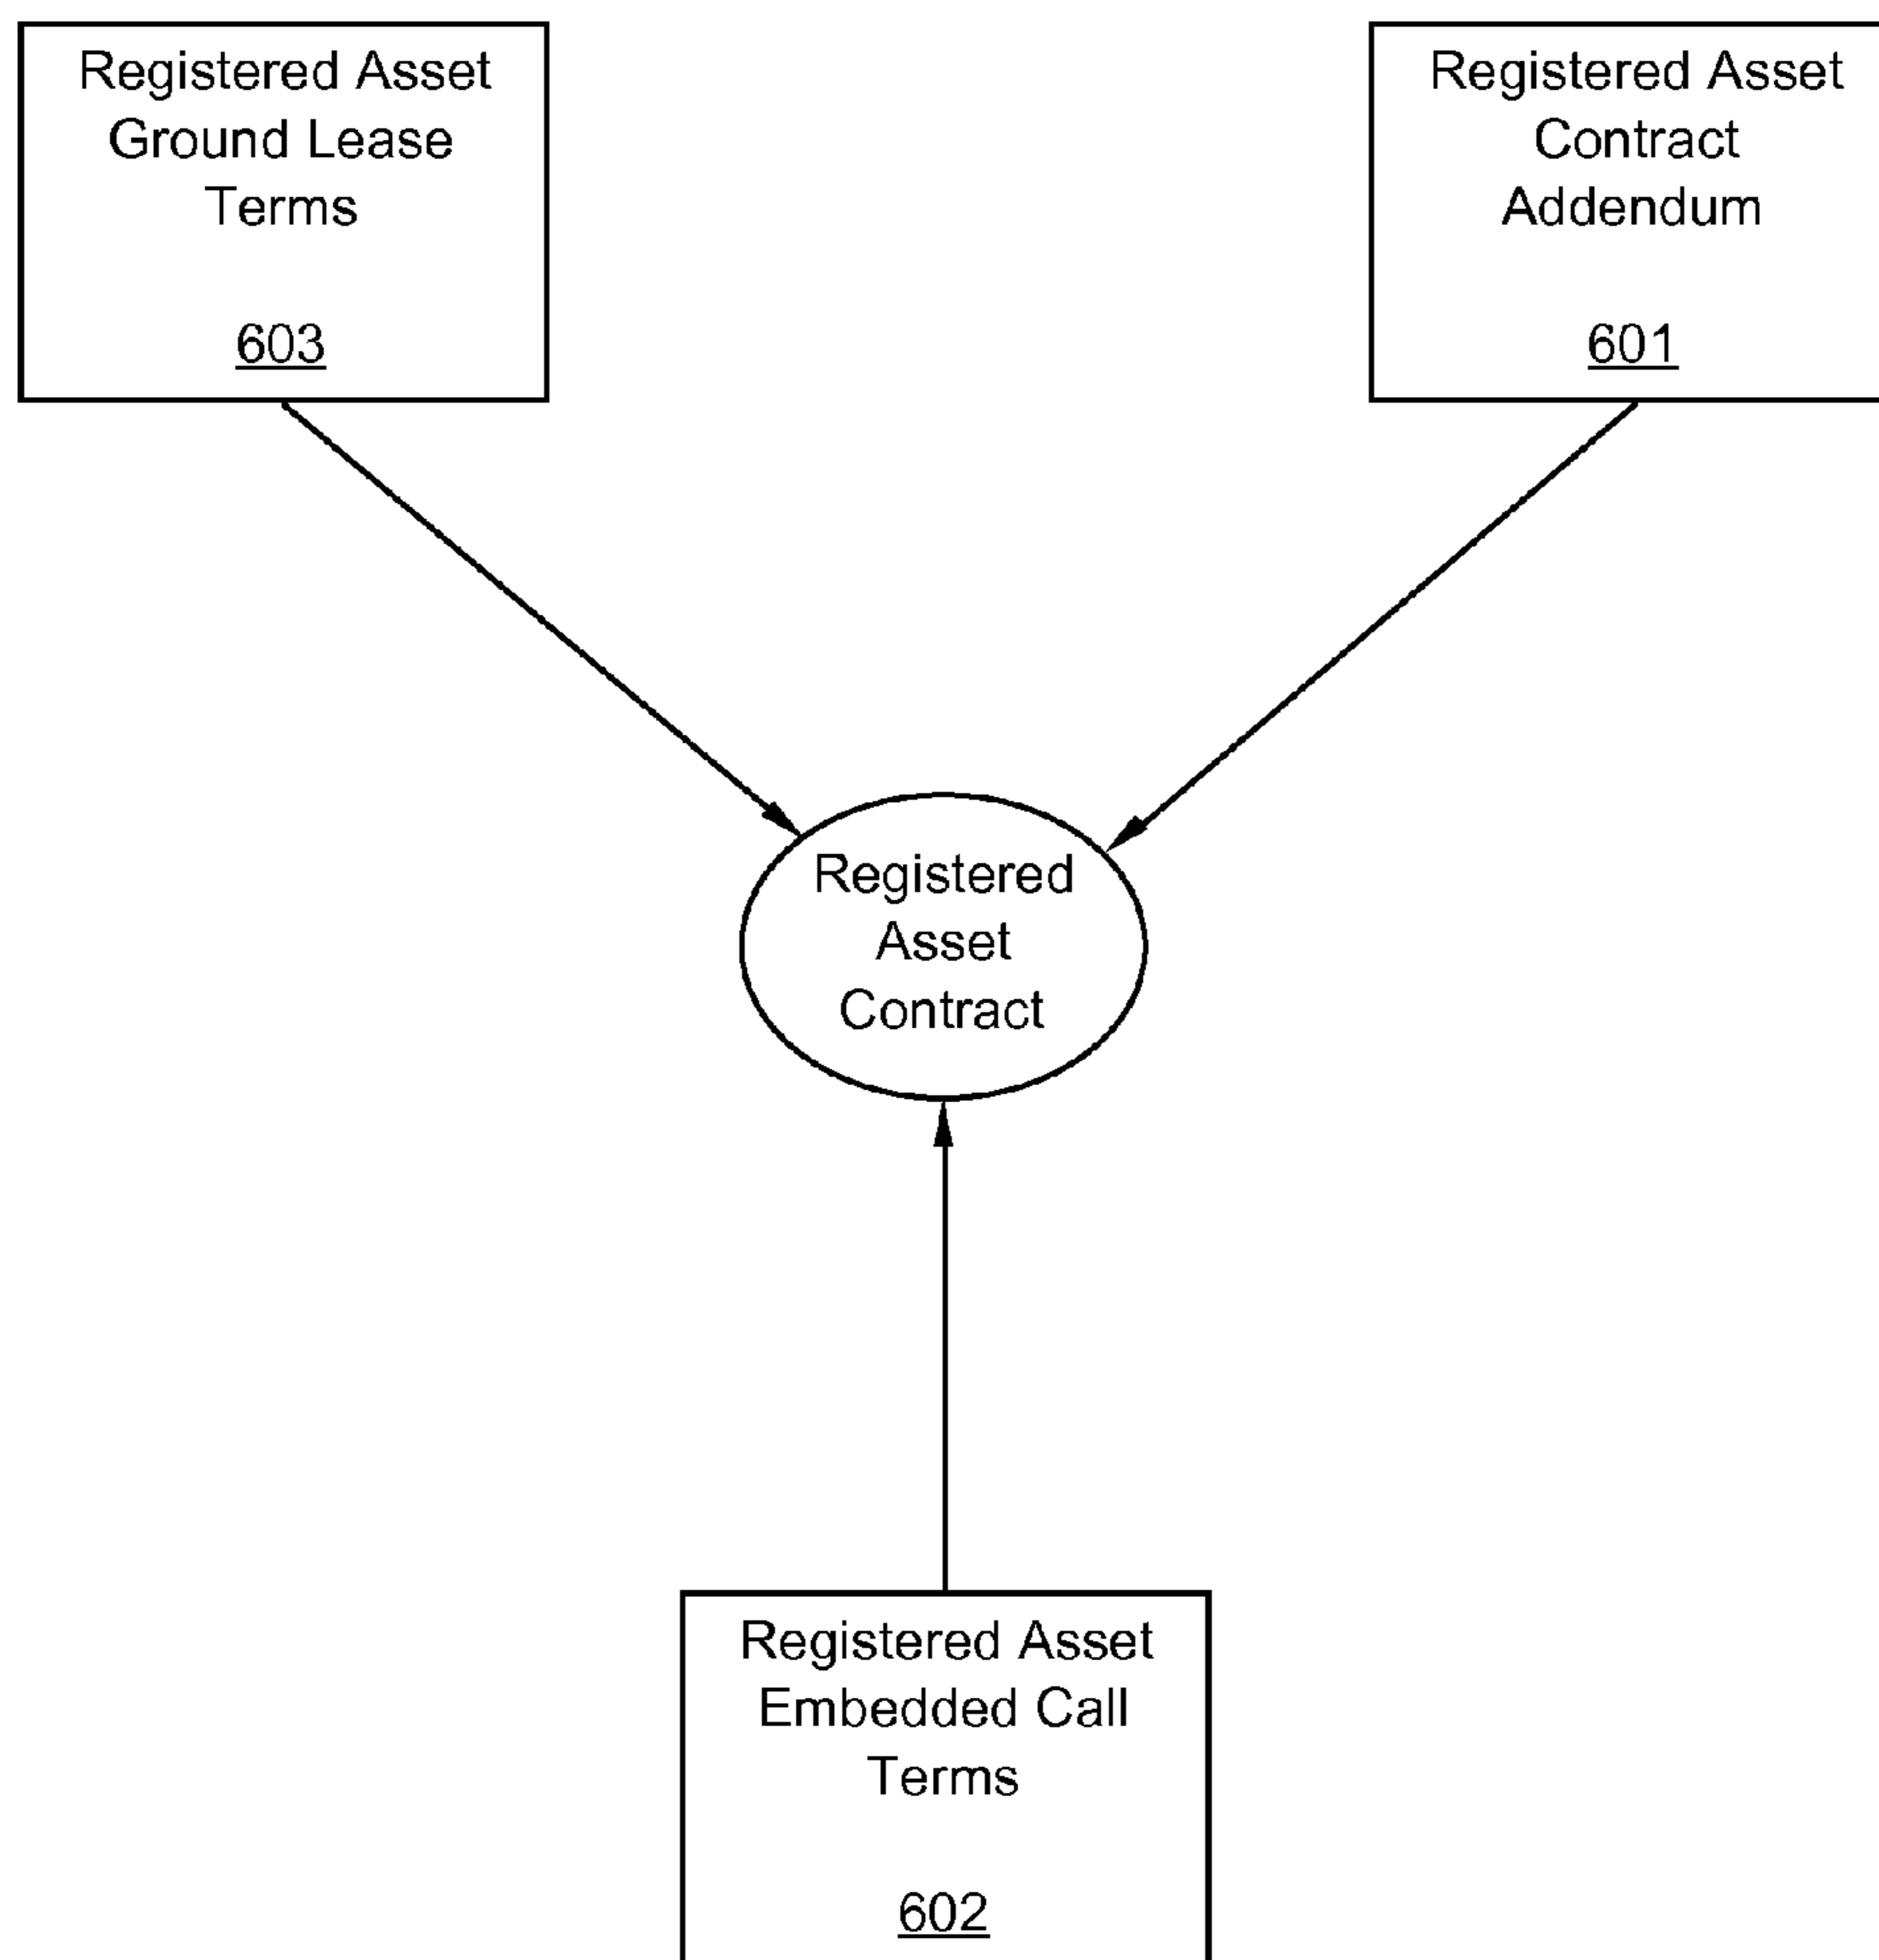 Registered Asset
Ground Lease
Terms
603
Registered Asset
Contract
Addendum
601
Registered
Asset
Contract
Registered Asset
Embedded Call
Terms
602